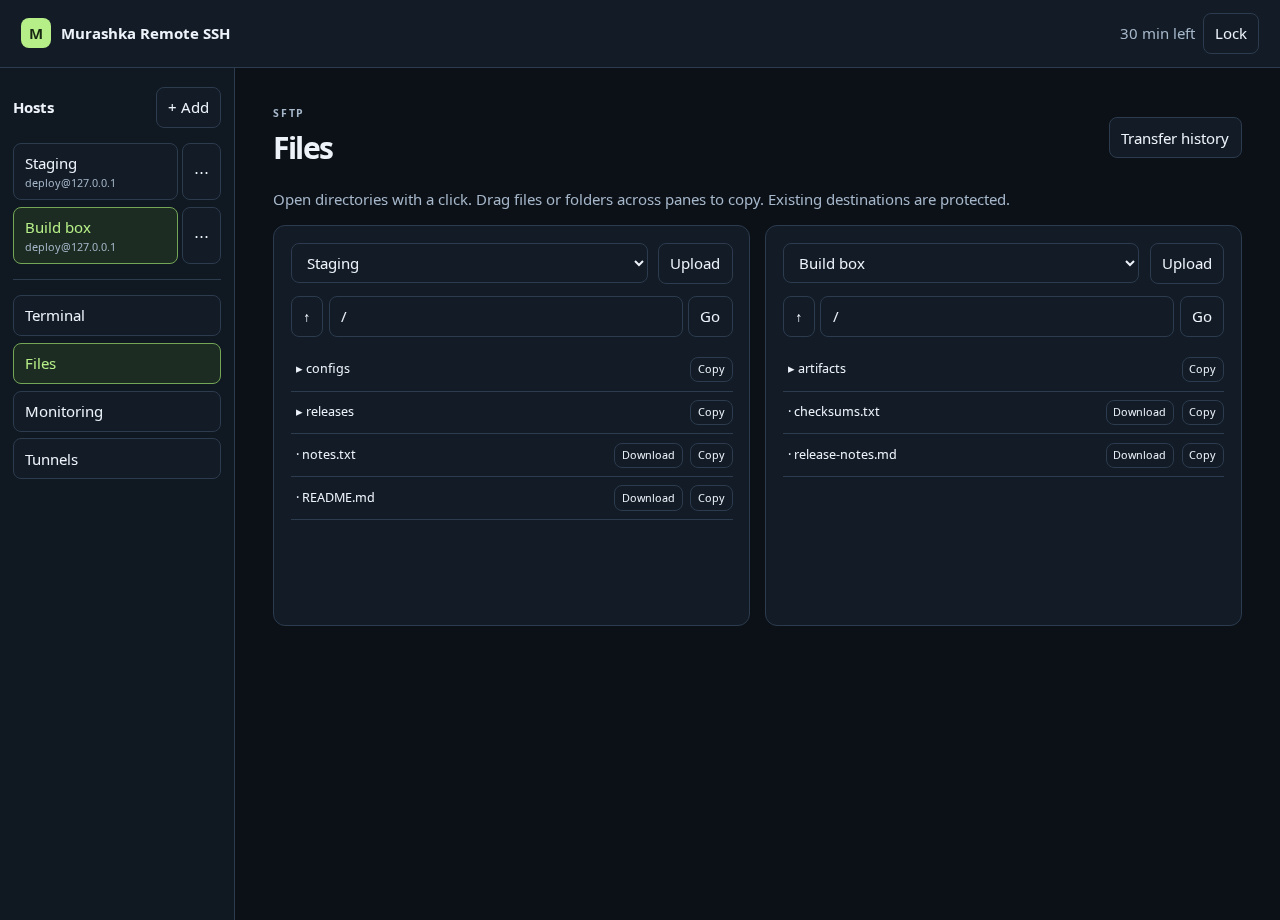 M Murashka Remote SSH
30 min left Lock
Hosts + Add
Staging
deploy@127.0.0.1
...
Build box
deploy@127.0.0.1
...
Terminal
Files
Monitoring
Tunnels
SFTP
Files
Transfer history
Open directories with a click. Drag files or folders across panes to copy. Existing destinations are protected.
Staging Upload
↑ / Go
▸ configs Copy
▸ releases Copy
· notes.txt Download Copy
· README.md Download Copy
Build box Upload
↑ / Go
▸ artifacts Copy
· checksums.txt Download Copy
· release-notes.md Download Copy